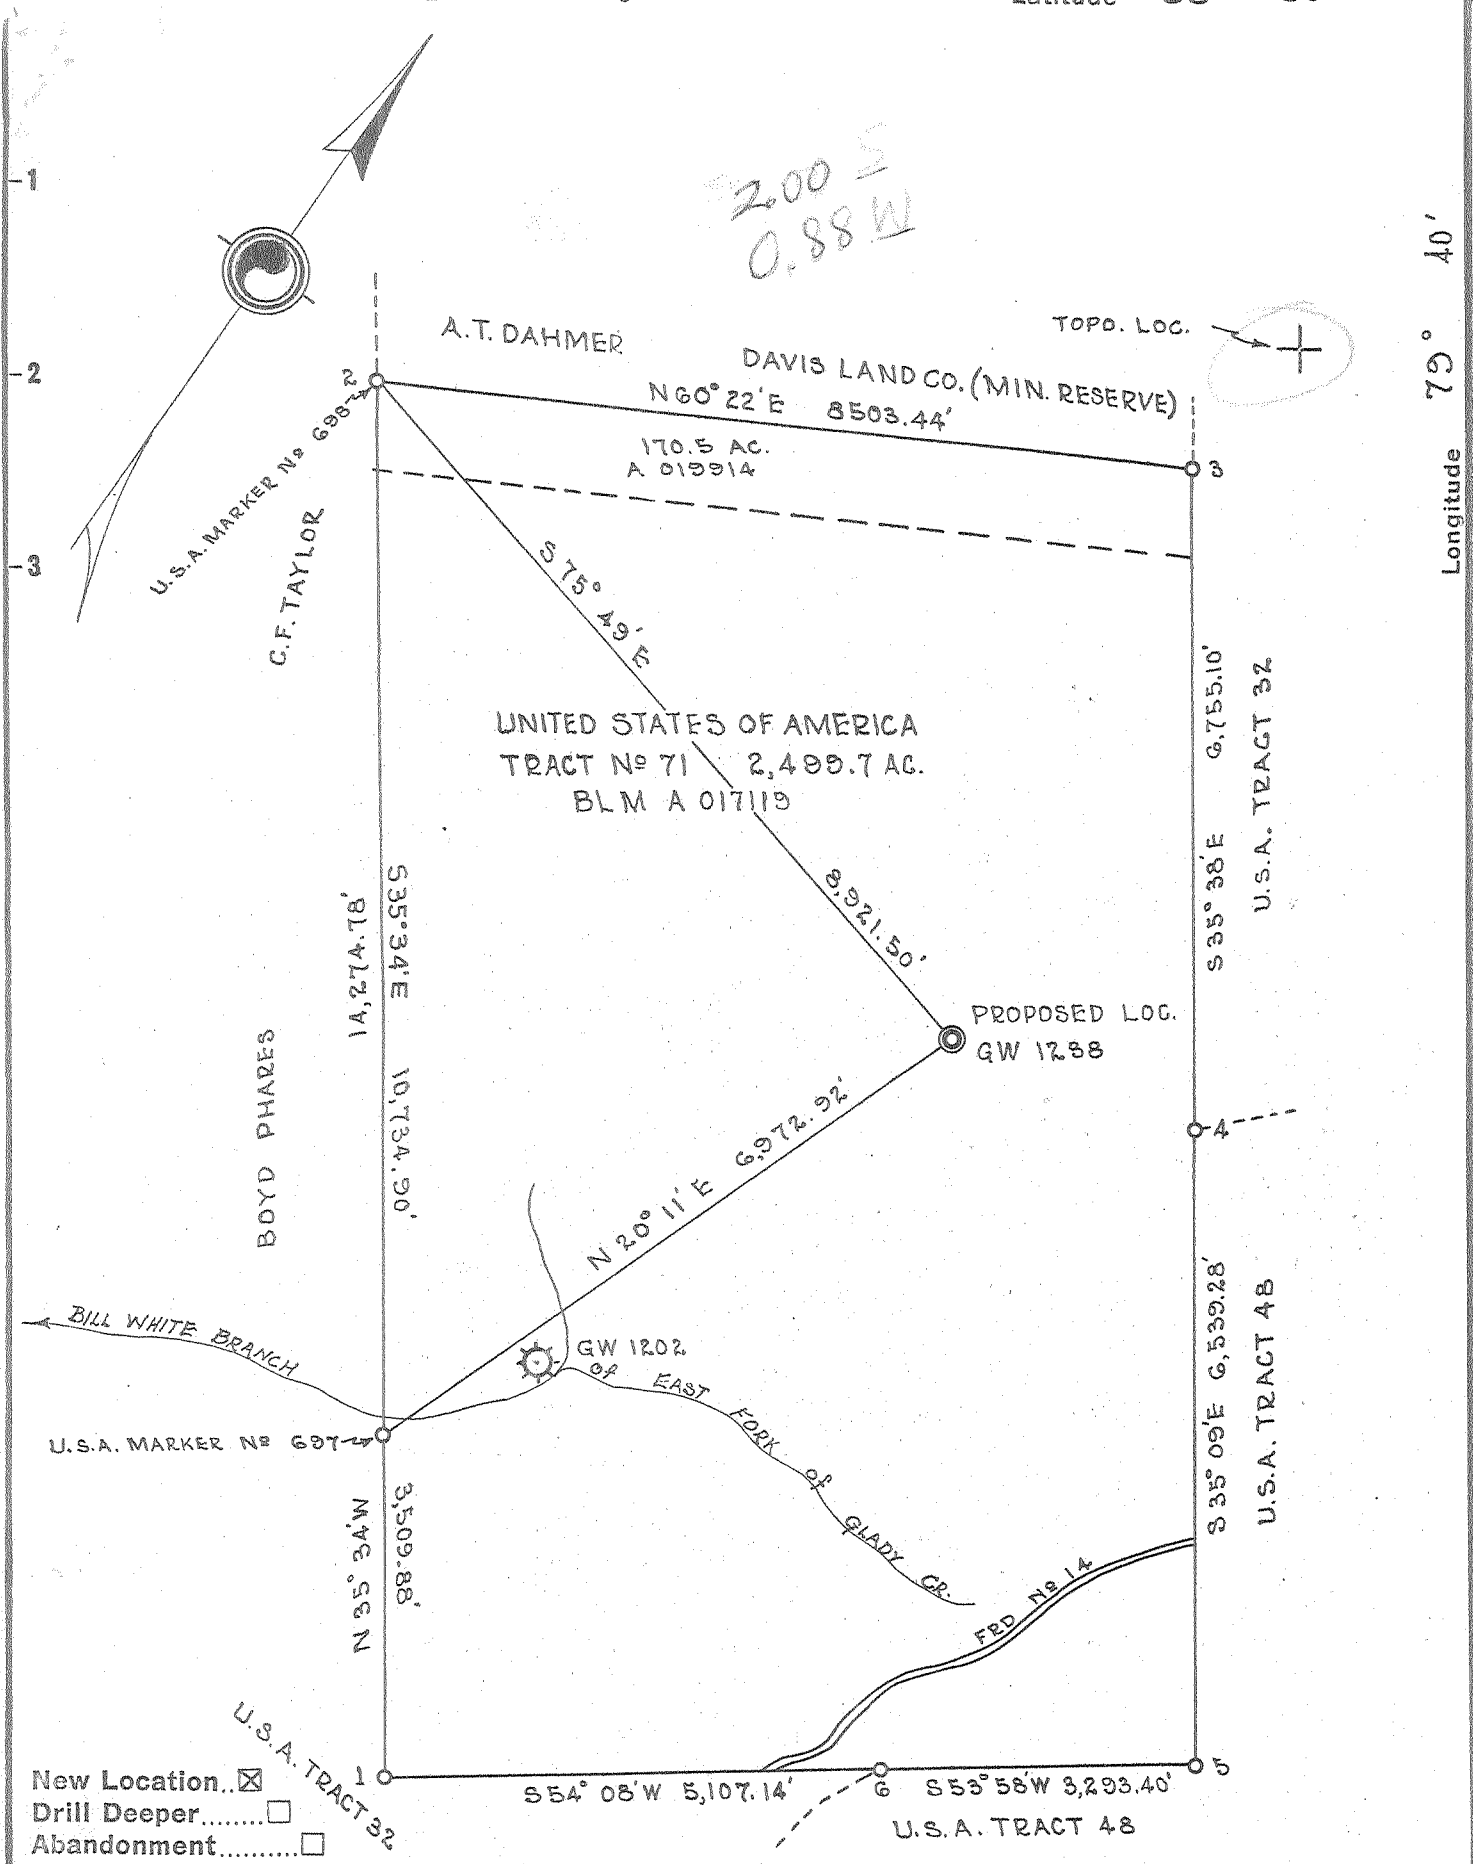 Latitude
-1
-2
-3
2.00 S
0.88 W
40'
79°
Longitude
TOPO. LOC.
A.T. DAHMER
DAVIS LAND CO. (MIN. RESERVE)
2
N 60° 22' E 8503.44'
170.5 AC.
A 019914
3
U.S.A. MARKER Nº 698
C.F. TAYLOR
S 75° 49' E
8,921.50'
UNITED STATES OF AMERICA
TRACT Nº 71 2,499.7 AC.
BLM A 017119
S 35° 38' E 6,755.10'
U.S.A. TRACT 32
14,274.78'
S 35° 34' E 10,734.90'
BOYD PHARES
PROPOSED LOC.
GW 1238
4
N 20° 11' E 6,972.92'
BILL WHITE BRANCH
GW 1202
of EAST FORK of GLADY CR.
U.S.A. MARKER Nº 697
S 35° 09' E 6,539.28'
U.S.A. TRACT 48
N 35° 34' W 3,509.88'
FRD Nº 14
U.S.A. TRACT 32
1
S 54° 08' W 5,107.14'
6
S 53° 58' W 3,293.40'
5
U.S.A. TRACT 48
New Location..☒
Drill Deeper........☐
Abandonment..........☐